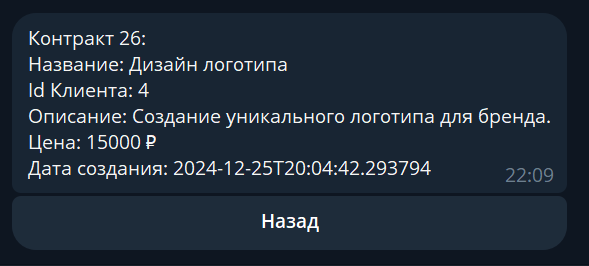 Контракт 26:
Название: Дизайн логотипа
Id Клиента: 4
Описание: Создание уникального логотипа для бренда.
Цена: 15000 ₽
Дата создания: 2024-12-25T20:04:42.293794
22:09
Назад